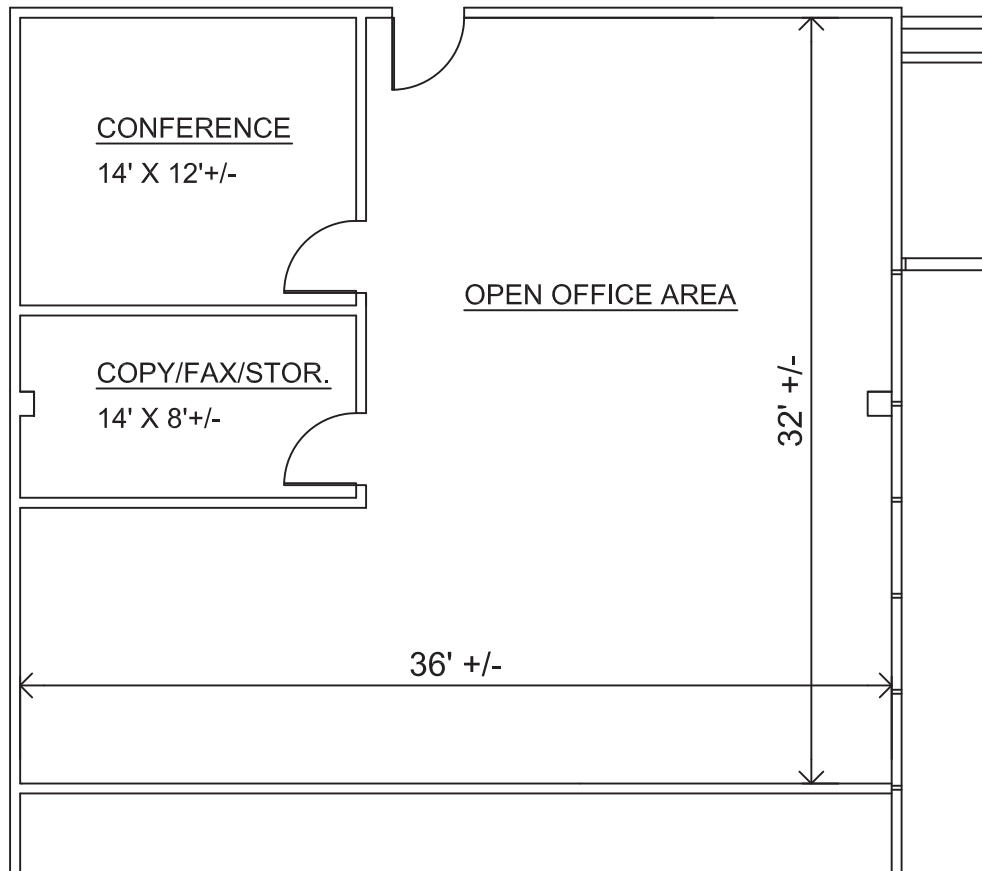 CONFERENCE
14' X 12'+/-
OPEN OFFICE AREA
COPY/FAX/STOR.
14' X 8'+/-
32' +/-
36' +/-